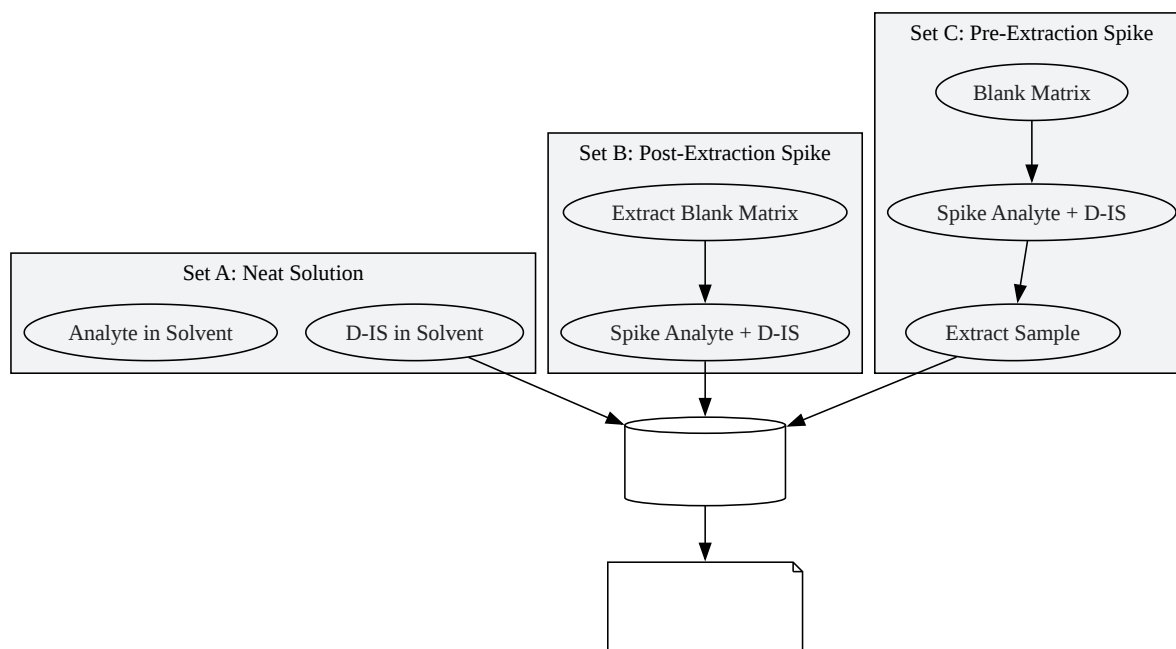 Set C: Pre-Extraction Spike
Blank Matrix
Set B: Post-Extraction Spike
Extract Blank Matrix
Spike Analyte + D-IS
Set A: Neat Solution
Analyte in Solvent
D-IS in Solvent
Spike Analyte + D-IS
Extract Sample